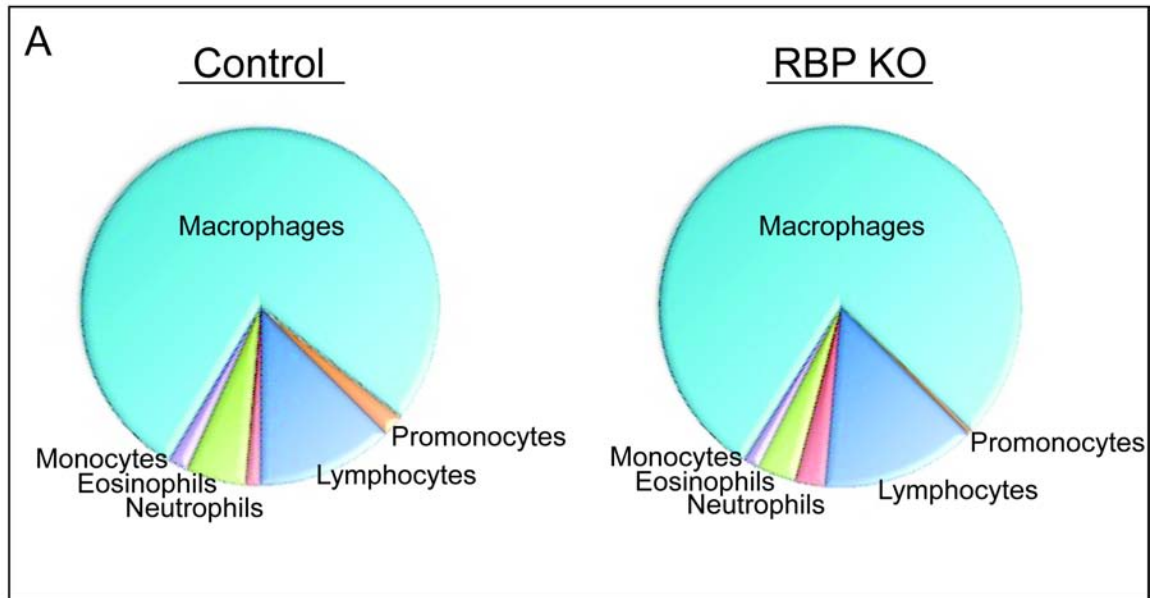 A
Control
RBP KO
Macrophages
Macrophages
Promonocytes
Monocytes
Lymphocytes
Eosinophils
Neutrophils
Promonocytes
Monocytes
Eosinophils
Lymphocytes
Neutrophils